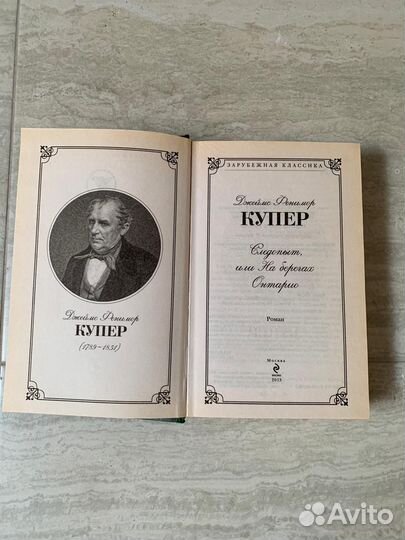 Джеймс Фенимор
КУПЕР
(1789–1851)
ЗАРУБЕЖНАЯ КЛАССИКА
Джеймс Фенимор
КУПЕР
Следопыт,
или На берегах
Онтарио
Роман
Москва
2013
Avito